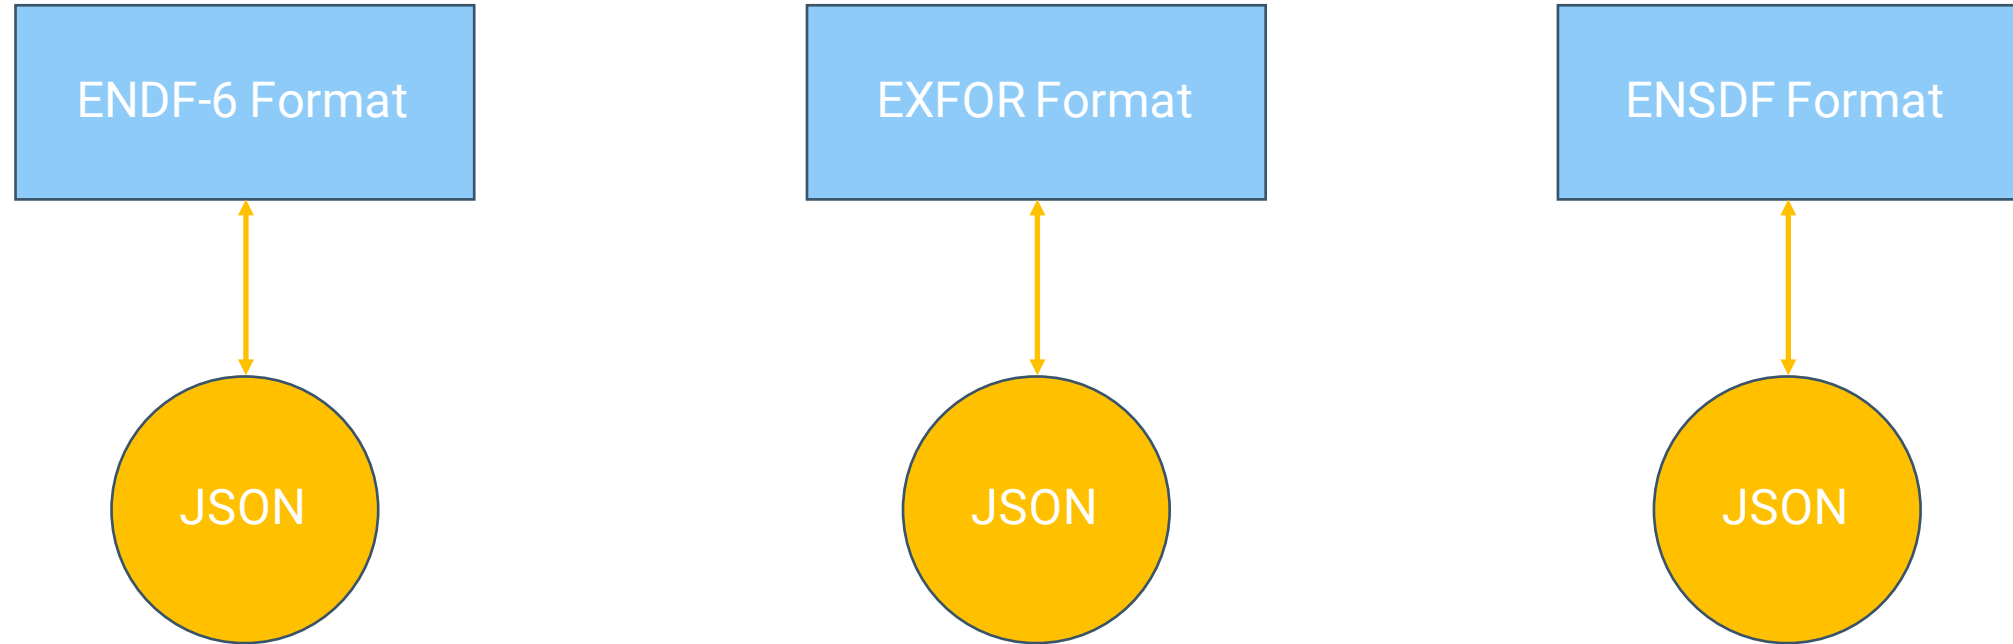 ENDF-6 Format
EXFOR Format
ENSDF Format
JSON
JSON
JSON